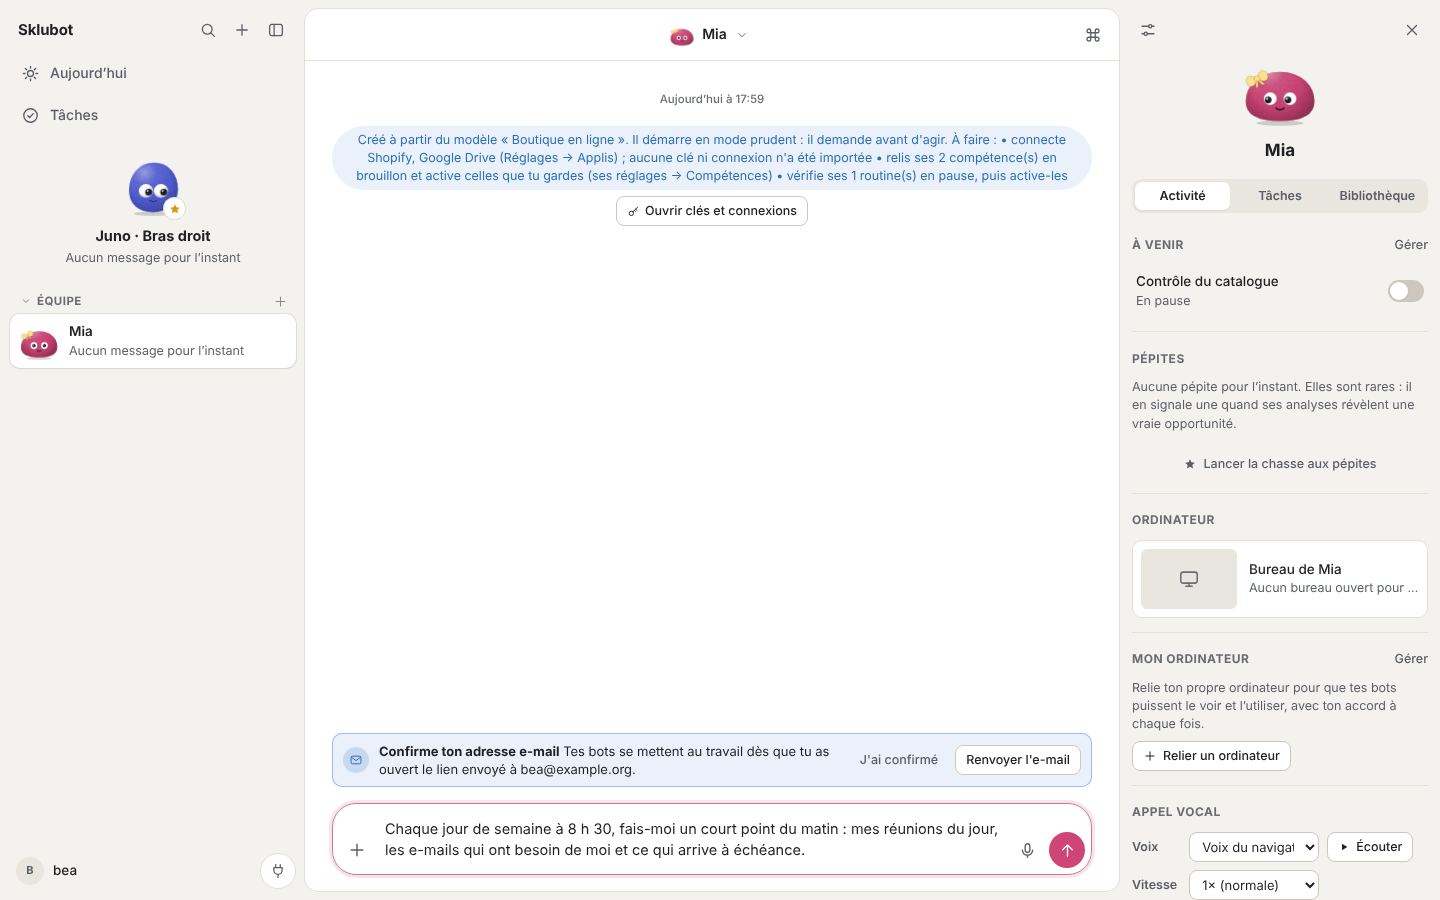 Sklubot
Aujourd’hui
Tâches
Juno · Bras droit
Aucun message pour l’instant
ÉQUIPE
Mia
Aucun message pour l’instant
B
bea
Mia
Aujourd’hui à 17:59
Créé à partir du modèle « Boutique en ligne ». Il démarre en mode prudent : il demande avant d'agir. À faire : • connecte
Shopify, Google Drive (Réglages → Applis) ; aucune clé ni connexion n'a été importée • relis ses 2 compétence(s) en
brouillon et active celles que tu gardes (ses réglages → Compétences) • vérifie ses 1 routine(s) en pause, puis active-les
Ouvrir clés et connexions
Confirme ton adresse e-mail Tes bots se mettent au travail dès que tu as
ouvert le lien envoyé à bea@example.org.
J'ai confirmé
Renvoyer l'e-mail
Chaque jour de semaine à 8 h 30, fais-moi un court point du matin : mes réunions du jour,
les e-mails qui ont besoin de moi et ce qui arrive à échéance.
Mia
Activité
Tâches
Bibliothèque
À VENIR
Gérer
Contrôle du catalogue
En pause
PÉPITES
Aucune pépite pour l’instant. Elles sont rares : il
en signale une quand ses analyses révèlent une
vraie opportunité.
Lancer la chasse aux pépites
ORDINATEUR
Bureau de Mia
Aucun bureau ouvert pour ...
MON ORDINATEUR
Gérer
Relie ton propre ordinateur pour que tes bots
puissent le voir et l’utiliser, avec ton accord à
chaque fois.
Relier un ordinateur
APPEL VOCAL
Voix
Voix du navigat
Écouter
Vitesse
1× (normale)